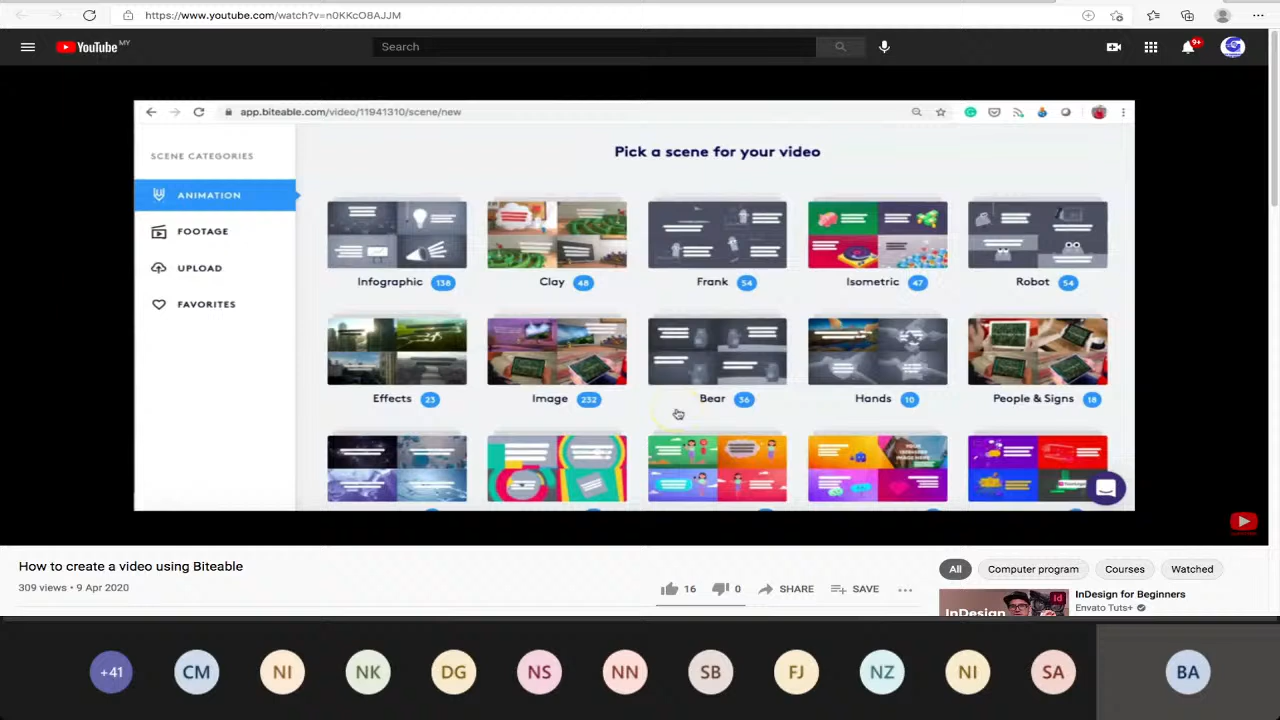 https://www.youtube.com/watch?v=n0KKcO8AJJM
YouTube MY
Search
9+
app.biteable.com/video/11941310/scene/new
SCENE CATEGORIES
Pick a scene for your video
ANIMATION
FOOTAGE
UPLOAD
FAVORITES
Infographic 138
Clay 48
Frank 54
Isometric 47
Robot 54
Effects 23
Image 232
Bear 36
Hands 10
People & Signs 18
How to create a video using Biteable
309 views • 9 Apr 2020
16
0
SHARE
SAVE
All
Computer program
Courses
Watched
InDesign
Id
InDesign for Beginners
Envato Tuts+
+41
CM
NI
NK
DG
NS
NN
SB
FJ
NZ
NI
SA
BA